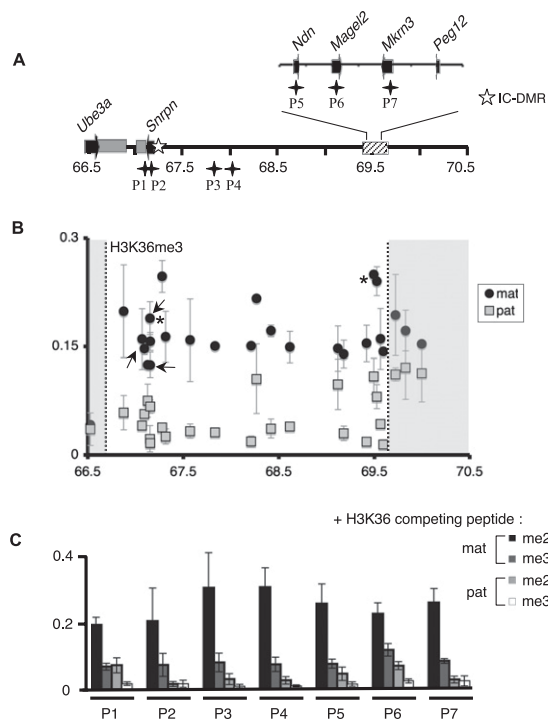 A
Ndn Magel2 Mkrn3 Peg12
P5 P6 P7
☆ IC-DMR
Ube3a Snrpn
66.5 67.5 68.5 69.5 70.5
P1 P2 P3 P4
B
0.3
H3K36me3
*
*
mat
pat
0.15
0
66.5 67.5 68.5 69.5 70.5
+ H3K36 competing peptide :
C
mat me2
me3
pat me2
me3
0.4
0.2
0
P1 P2 P3 P4 P5 P6 P7